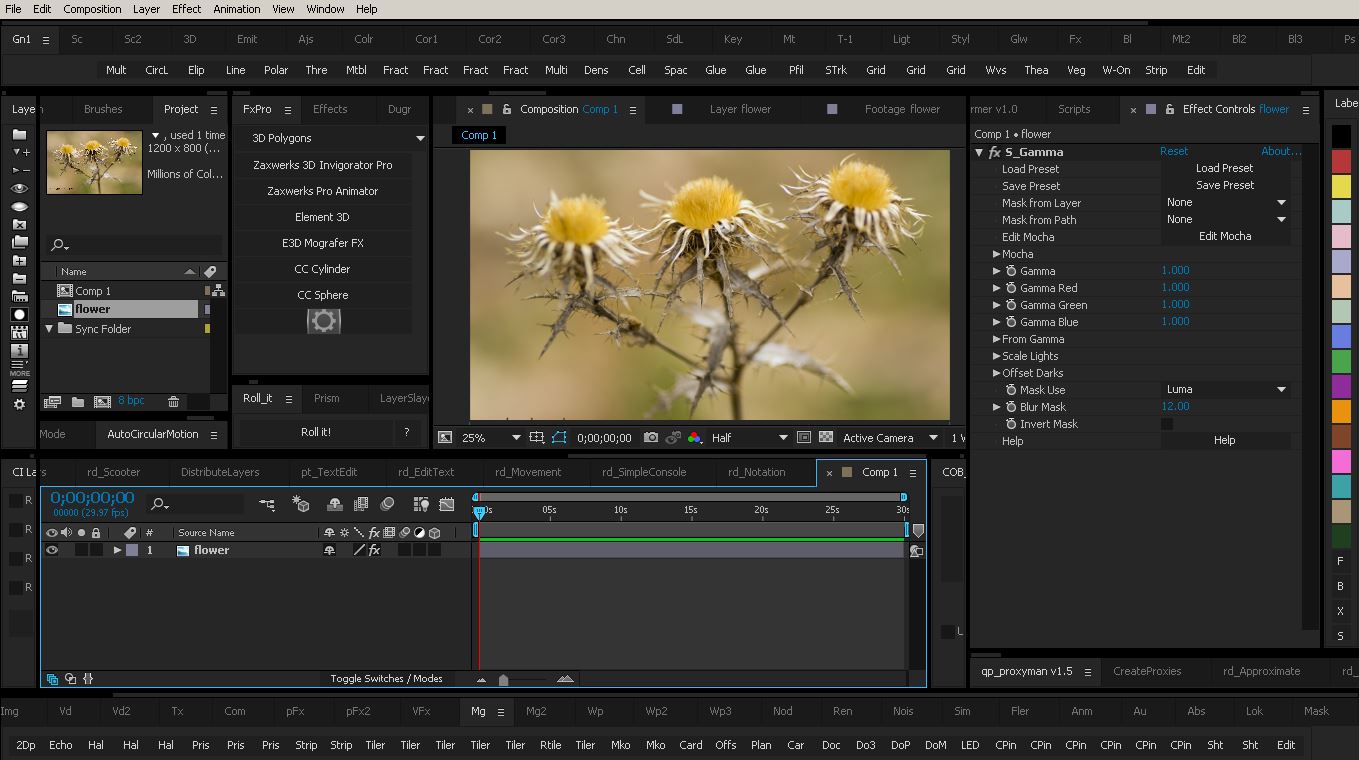 File Edit Composition Layer Effect Animation View Window Help
Gn1 Sc Sc2 3D Emit Ajs Colr Cor1 Cor2 Cor3 Chn SdL Key Mt T-1 Ligt Styl Glw Fx Bl Mt2 Bl2 Bl3 Ps
Mult CircL Elip Line Polar Thre Mtbl Fract Fract Fract Fract Multi Dens Cell Spac Glue Glue Pfil STrk Grid Grid Grid Wvs Thea Veg W-On Strip Edit
Layer
Brushes Project
, used 1 time
1200 x 800 (...
Millions of Col...
Name
Comp 1
flower
Sync Folder
8 bpc
MORE
Mode AutoCircularMotion
FxPro Effects Dugr
3D Polygons
Zaxwerks 3D Invigorator Pro
Zaxwerks Pro Animator
Element 3D
E3D Mografer FX
CC Cylinder
CC Sphere
Roll_it Prism LayerSlaye
Roll it! ?
× Composition Comp 1 Layer flower Footage flower
Comp 1
25% 0;00;00;00 Half Active Camera 1 V
rmer v1.0 Scripts × Effect Controls flower
Comp 1 • flower
fx S_Gamma Reset About...
Load Preset Load Preset
Save Preset Save Preset
Mask from Layer None
Mask from Path None
Edit Mocha Edit Mocha
Mocha
Gamma 1.000
Gamma Red 1.000
Gamma Green 1.000
Gamma Blue 1.000
From Gamma
Scale Lights
Offset Darks
Mask Use Luma
Blur Mask 12.00
Invert Mask
Help Help
Labe
F
B
X
S
CI La
R
R
R
R
rs rd_Scooter DistributeLayers pt_TextEdit rd_EditText rd_Movement rd_SimpleConsole rd_Notation × Comp 1
0;00;00;00
00000 (29.97 fps)
0s 05s 10s 15s 20s 25s 30s
# Source Name fx
1 flower fx
Toggle Switches / Modes
COB_
L
qp_proxyman v1.5 CreateProxies rd_Approximate rd_
Img Vd Vd2 Tx Com pFx pFx2 VFx Mg Mg2 Wp Wp2 Wp3 Nod Ren Nois Sim Fler Anm Au Abs Lok Mask
2Dp Echo Hal Hal Hal Pris Pris Pris Strip Strip Tiler Tiler Tiler Tiler Tiler Rtile Tiler Mko Mko Card Offs Plan Car Doc Do3 DoP DoM LED CPin CPin CPin CPin CPin CPin Sht Sht Edit